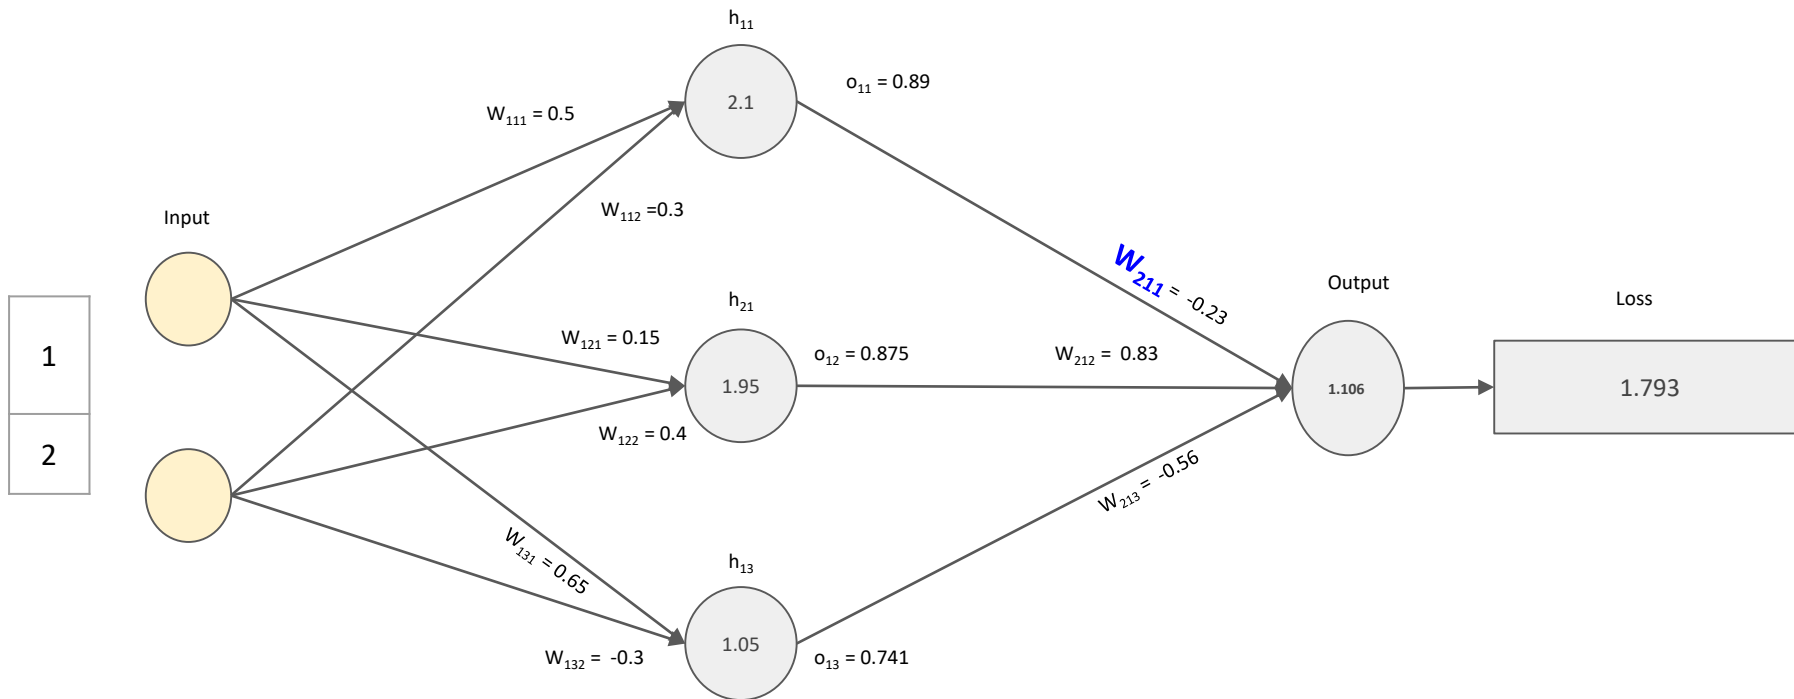 h₁₁
2.1
o₁₁ = 0.89
W₁₁₁ = 0.5
W₁₁₂ =0.3
Input
W₂₁₁ = -0.23
Output
h₂₁
Loss
1
W₁₂₁ = 0.15
o₁₂ = 0.875
W₂₁₂ = 0.83
1.95
1.106
1.793
2
W₁₂₂ = 0.4
W₂₁₃ = -0.56
W₁₃₁ = 0.65
h₁₃
1.05
W₁₃₂ = -0.3
o₁₃ = 0.741